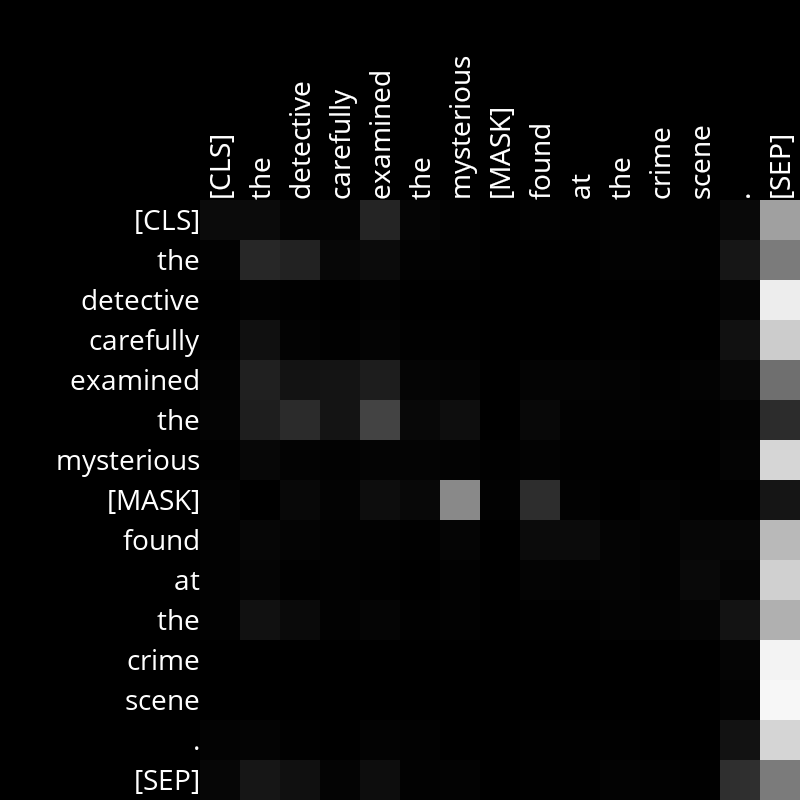 [CLS] the detective carefully examined the mysterious [MASK] found at the crime scene . [SEP]
[CLS]
the
detective
carefully
examined
the
mysterious
[MASK]
found
at
the
crime
scene
.
[SEP]